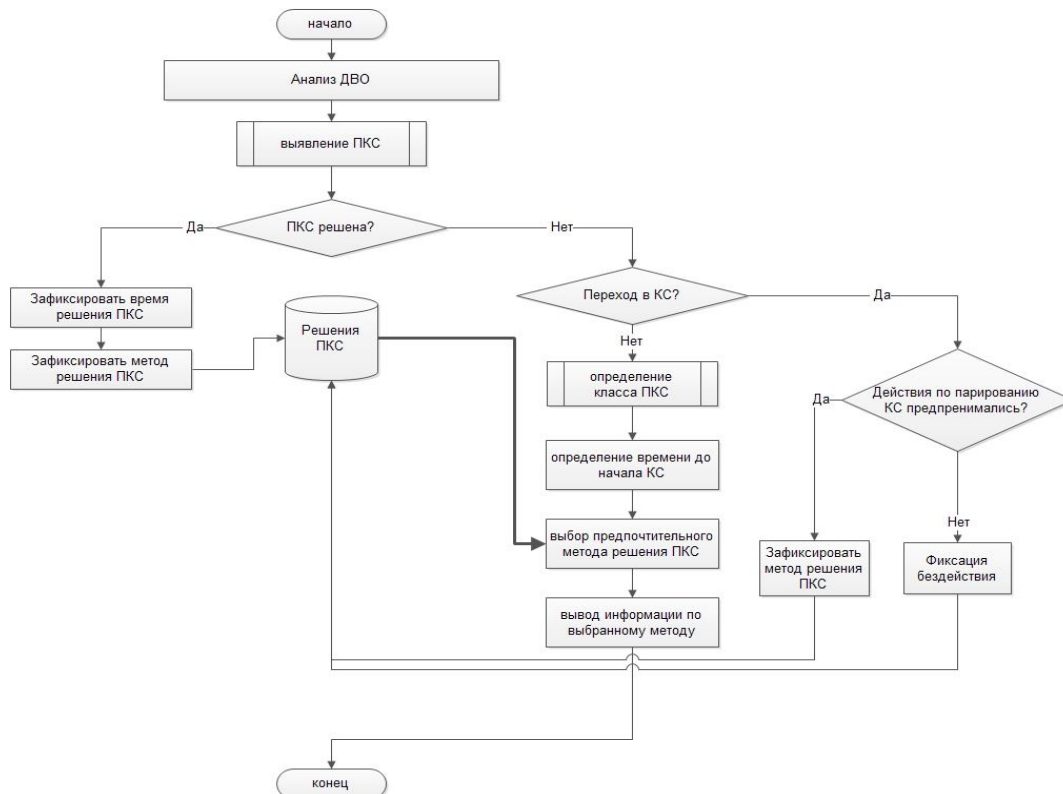 начало
Анализ ДВО
выявление ПКС
ПКС решена?
Да
Нет
Зафиксировать время
решения ПКС
Зафиксировать метод
решения ПКС
Решения
ПКС
Переход в КС?
Да
Нет
определение
класса ПКС
Действия по парированию
КС предпренимались?
Да
Нет
определение времени до
начала КС
выбор предпочтительного
метода решения ПКС
Зафиксировать
метод решения
ПКС
Фиксация
бездействия
вывод информации по
выбранному методу
конец